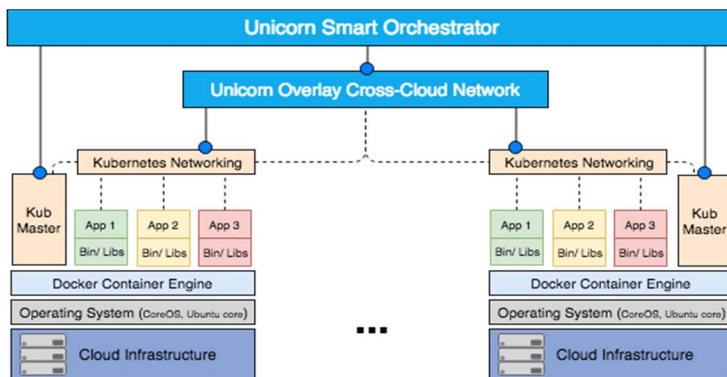 Unicorn Smart Orchestrator
Unicorn Overlay Cross-Cloud Network
Kubernetes Networking
Kub
Master
App 1
App 2
App 3
Bin/ Libs
Bin/ Libs
Bin/ Libs
Docker Container Engine
Operating System (CoreOS, Ubuntu core)
Cloud Infrastructure
...
Kubernetes Networking
Kub
Master
App 1
App 2
App 3
Bin/ Libs
Bin/ Libs
Bin/ Libs
Docker Container Engine
Operating System (CoreOS, Ubuntu core)
Cloud Infrastructure